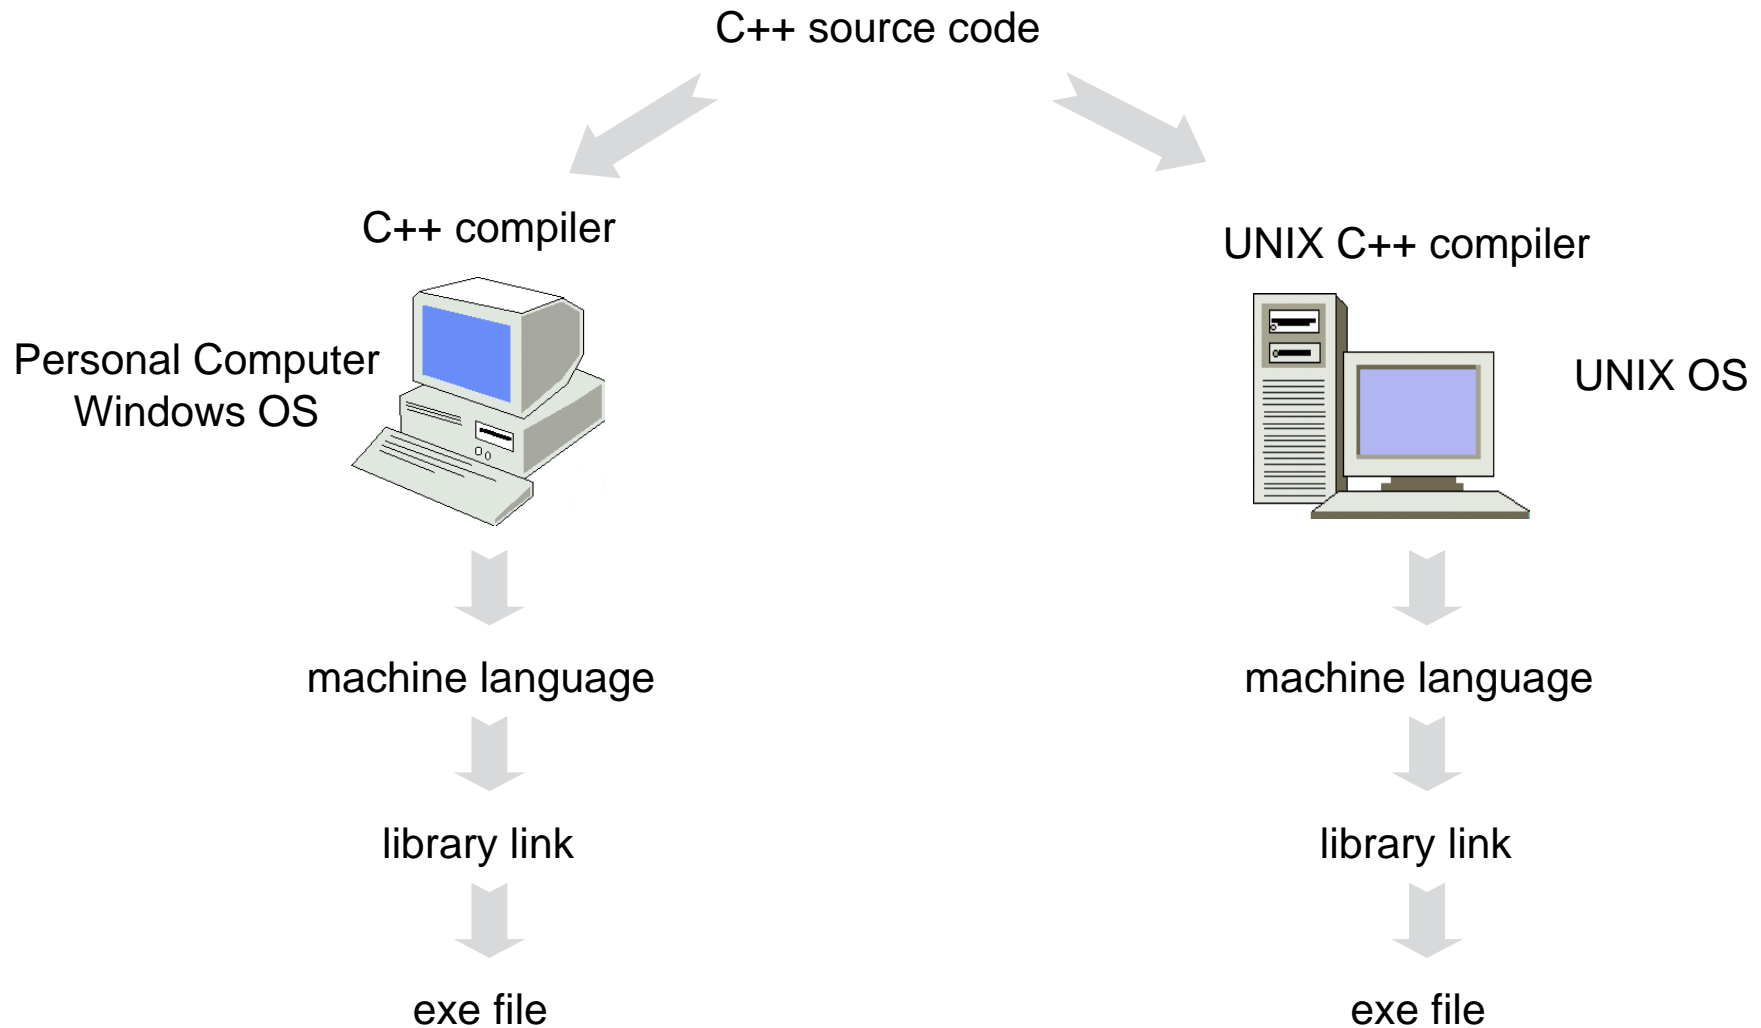 C++ source code
C++ compiler
UNIX C++ compiler
Personal Computer
Windows OS
UNIX OS
machine language
machine language
library link
library link
exe file
exe file